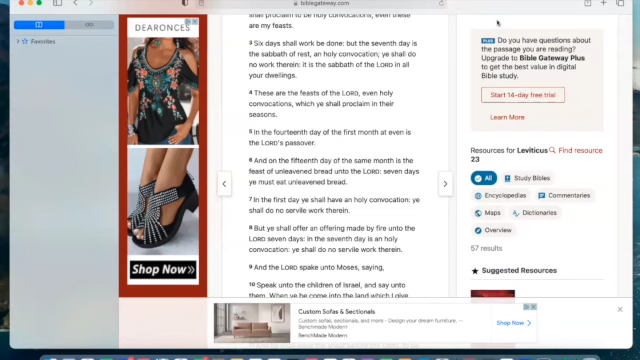 biblegateway.com
Favorites
DEARONCES
Shop Now
shall proclaim to be holy convocations, even these
are my feasts.
3 Six days shall work be done: but the seventh day is
the sabbath of rest, an holy convocation; ye shall do
no work therein: it is the sabbath of the LORD in all
your dwellings.
4 These are the feasts of the LORD, even holy
convocations, which ye shall proclaim in their
seasons.
5 In the fourteenth day of the first month at even is
the LORD's passover.
6 And on the fifteenth day of the same month is the
feast of unleavened bread unto the LORD: seven days
ye must eat unleavened bread.
7 In the first day ye shall have an holy convocation: ye
shall do no servile work therein.
8 But ye shall offer an offering made by fire unto the
LORD seven days: in the seventh day is an holy
convocation: ye shall do no servile work therein.
9 And the LORD spake unto Moses, saying,
10 Speak unto the children of Israel, and say unto
them, When ye be come into the land which I give
PLUS Do you have questions about
the passage you are reading?
Upgrade to Bible Gateway Plus
to get the best value in digital
Bible study.
Start 14-day free trial
Learn More
Resources for Leviticus
23
Find resource
All
Study Bibles
Encyclopedias
Commentaries
Maps
Dictionaries
Overview
57 results
Suggested Resources
Custom Sofas & Sectionals
Custom sofas, sectionals, and more - Design your dream furniture. --
Benchmade Modern
BenchMade Modern
Shop Now